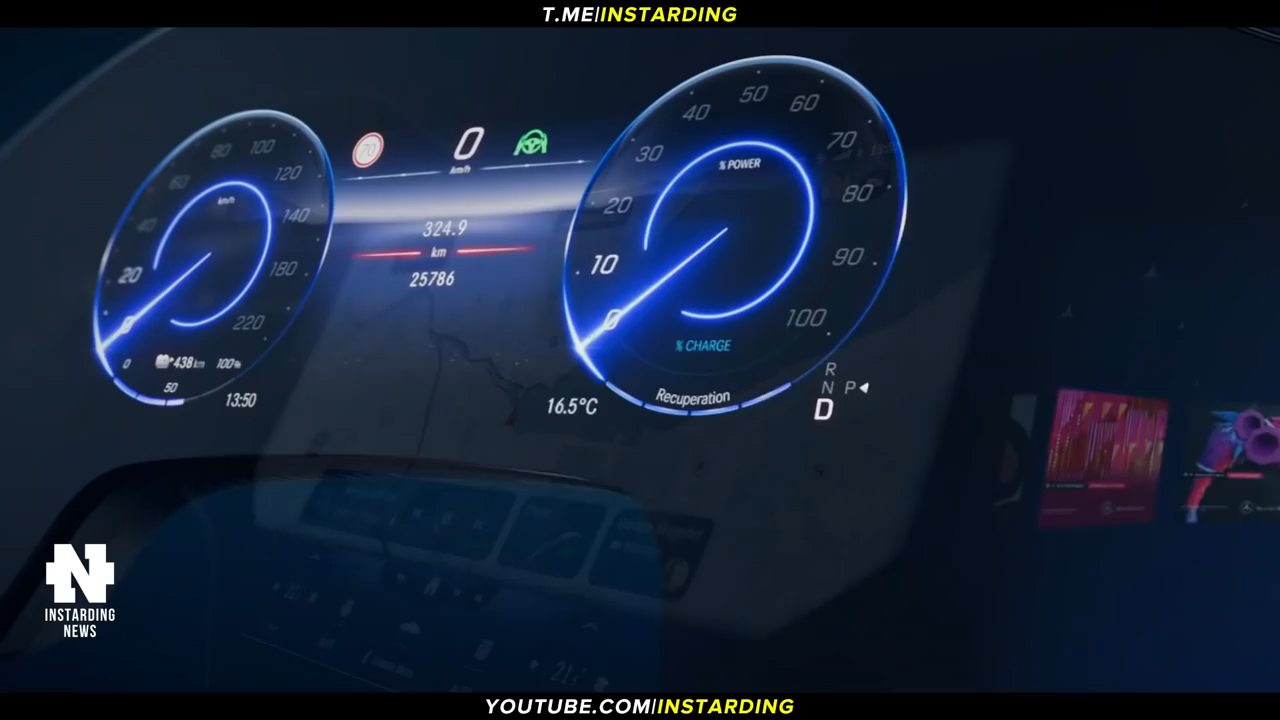 T.ME|INSTARDING
70
0
km/h
324.9
km
25786
80 100
60 120
40 140
20 180
0 220
km/h
0 438 km 100%
50
13:50
50
40 60
30 70
20 80
10 90
0 100
% POWER
% CHARGE
Recuperation
16.5°C
R
N P
D
INSTARDING
NEWS
YOUTUBE.COM|INSTARDING